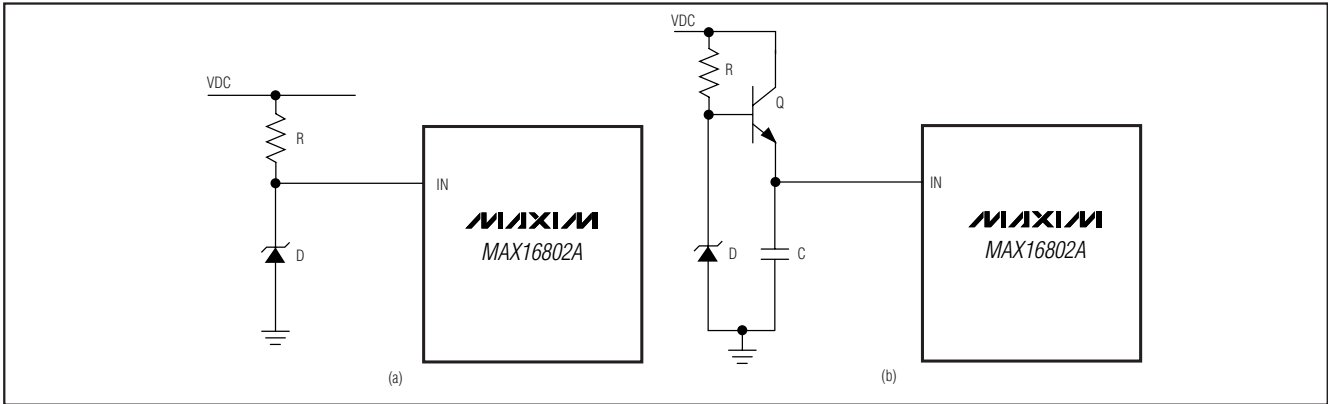 VDC
R
D
IN
MAXIM
MAX16802A
(a)
VDC
R
Q
D
C
IN
MAXIM
MAX16802A
(b)